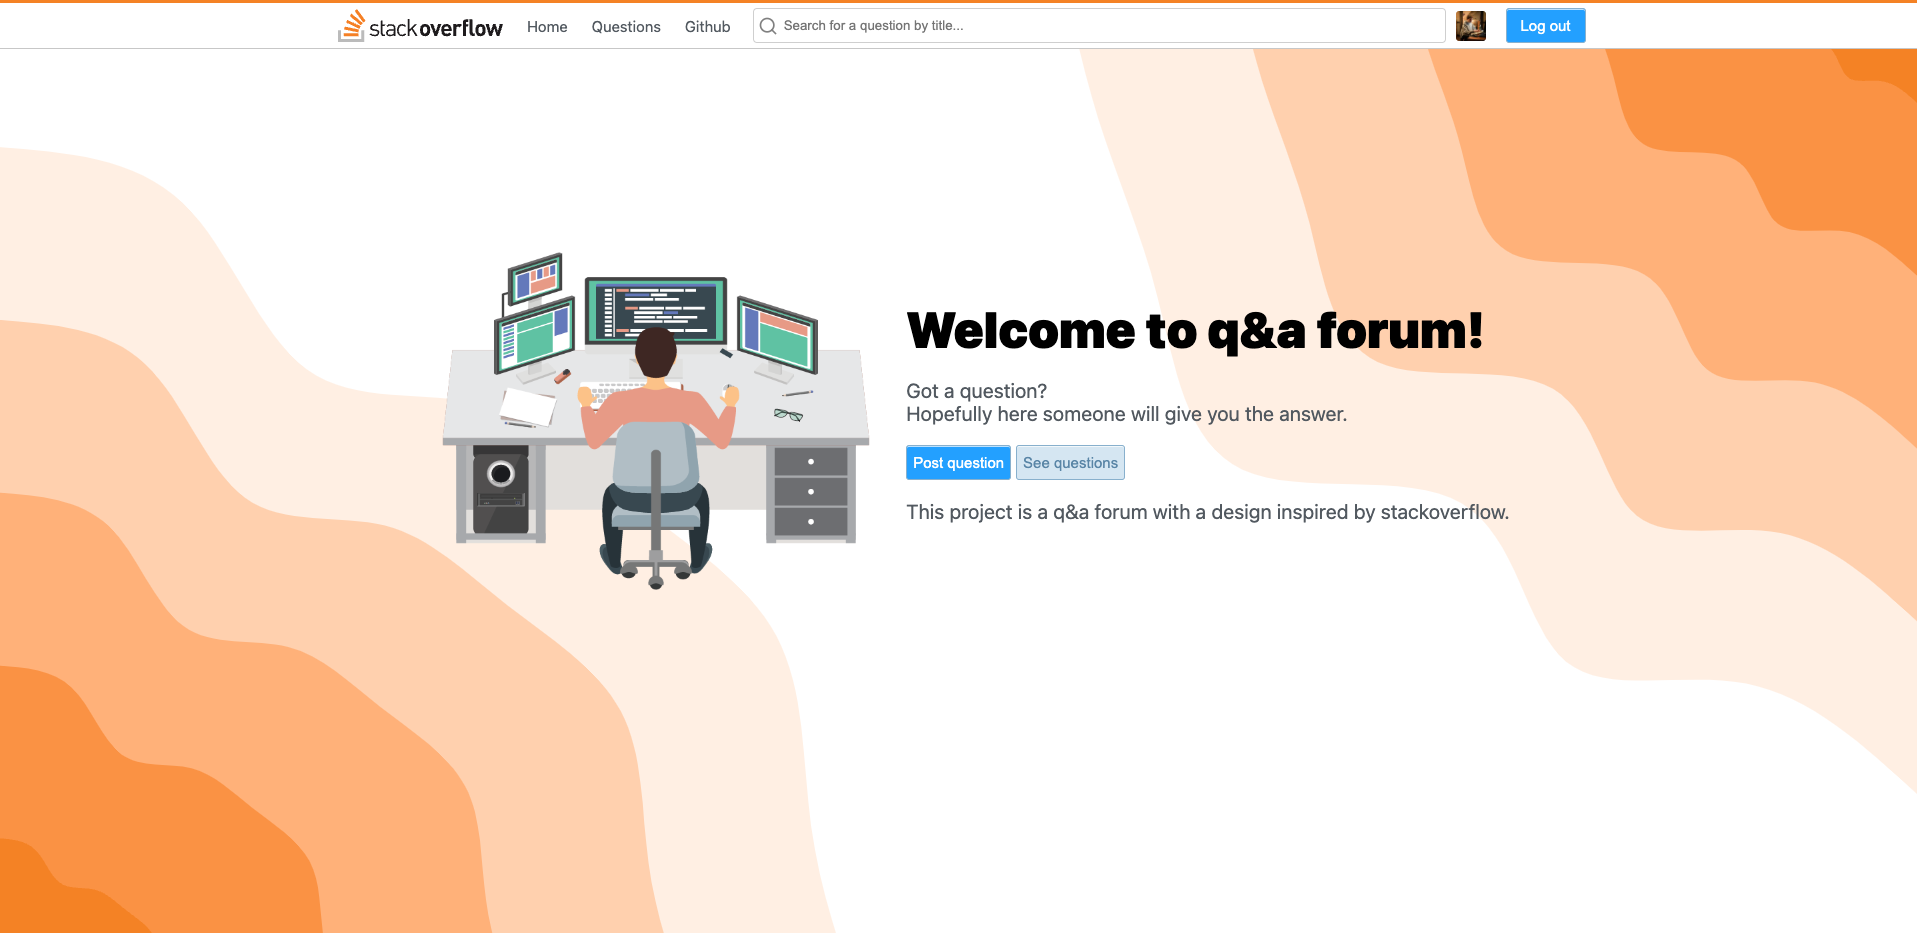 stackoverflow Home Questions Github Search for a question by title... Log out
Welcome to q&a forum!
Got a question?
Hopefully here someone will give you the answer.
Post question See questions
This project is a q&a forum with a design inspired by stackoverflow.